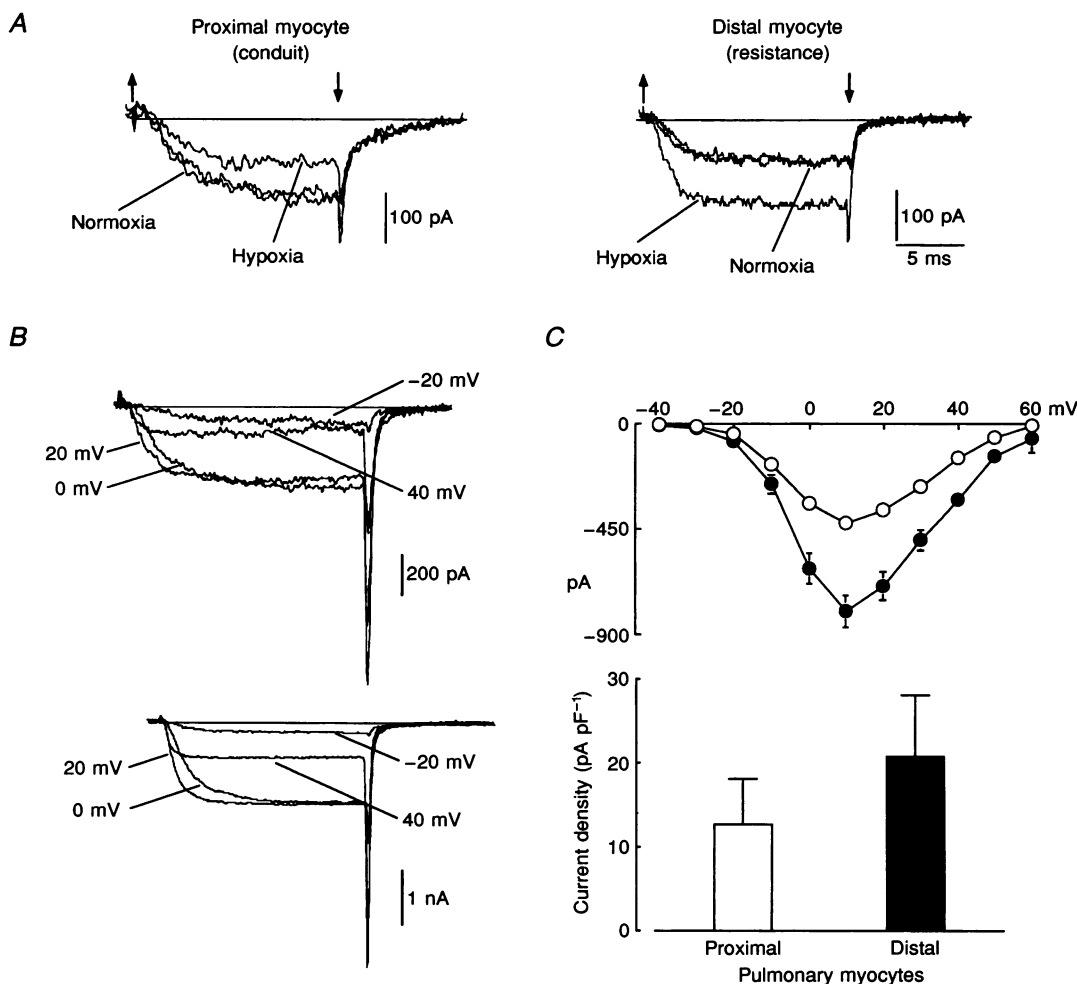 A
Proximal myocyte
(conduit)
Distal myocyte
(resistance)
Normoxia
Hypoxia
100 pA
Hypoxia
Normoxia
100 pA
5 ms
B
−20 mV
20 mV
0 mV
40 mV
200 pA
20 mV
0 mV
−20 mV
40 mV
1 nA
C
−40 −20 0 20 40 60 mV
0
−450
pA
−900
30
20
10
0
Current density (pA pF⁻¹)
Proximal Distal
Pulmonary myocytes